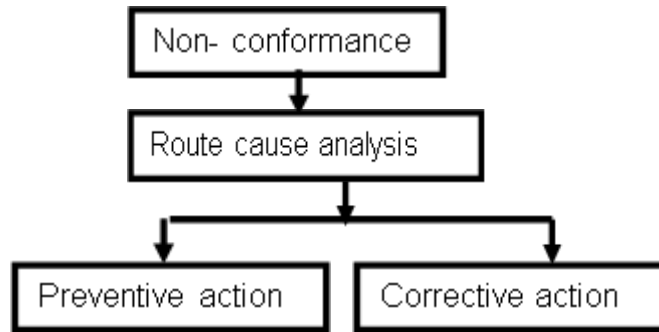 Non- conformance
Route cause analysis
Preventive action
Corrective action